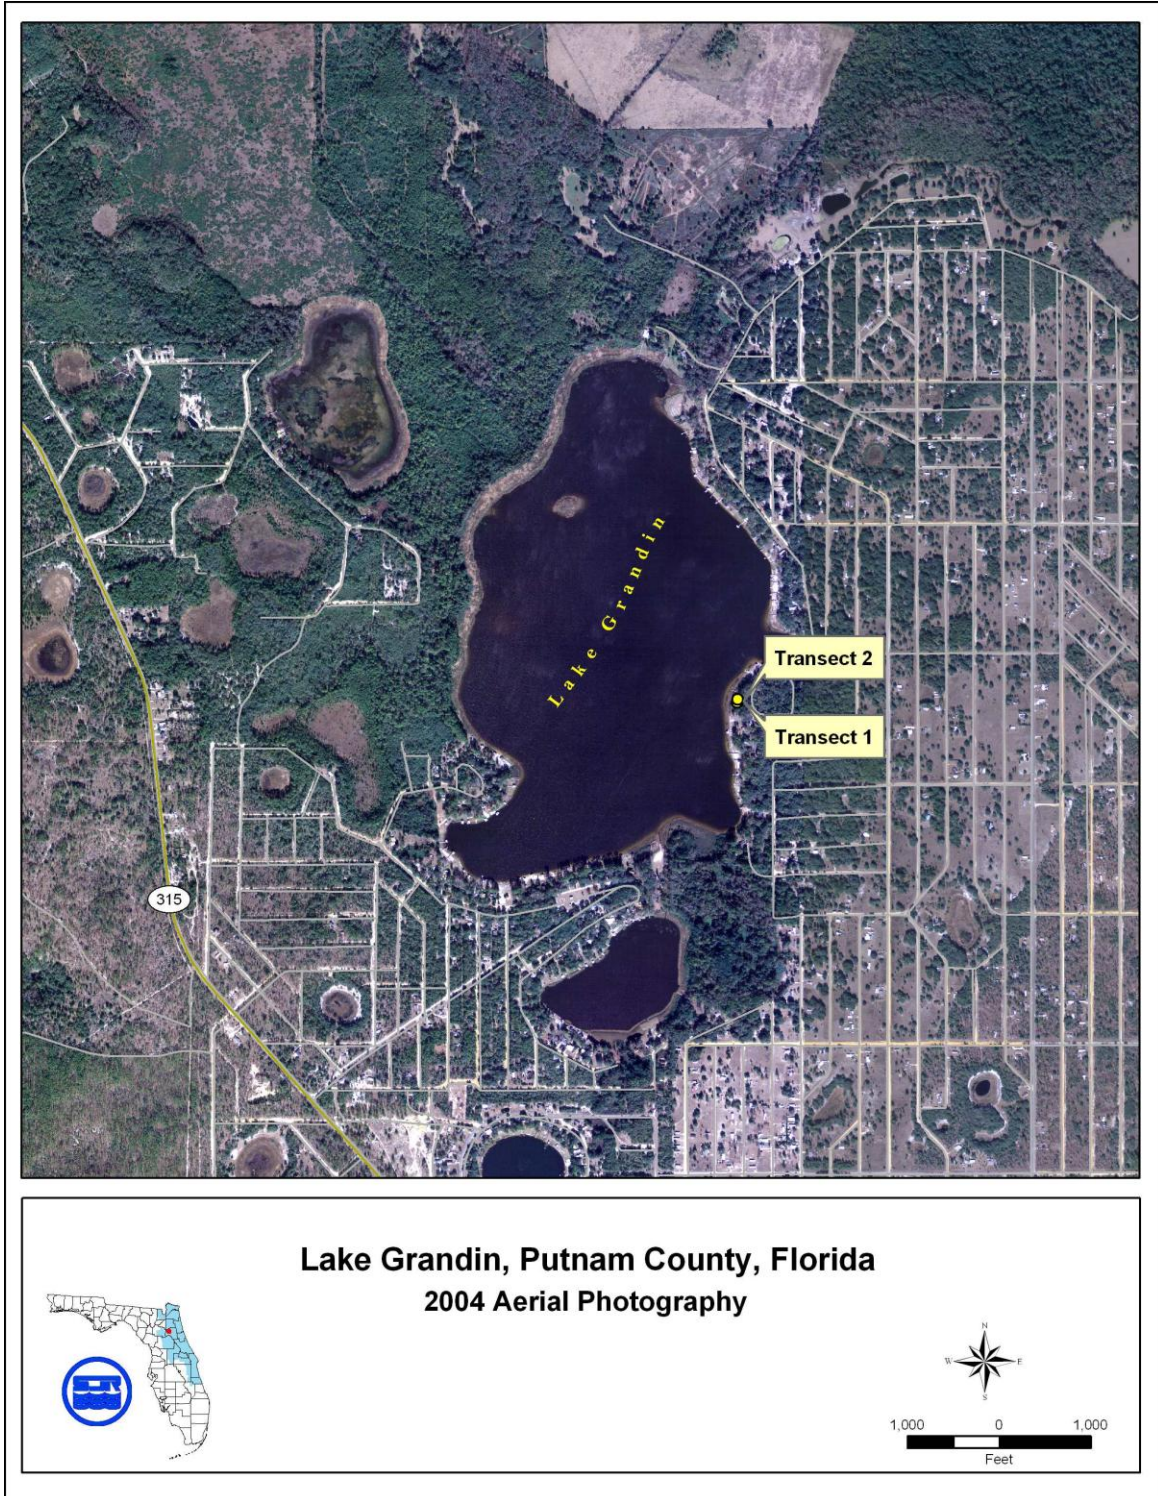 Lake Grandin
Transect 2
Transect 1
315
Lake Grandin, Putnam County, Florida
2004 Aerial Photography
N
W E
S
1,000 0 1,000
Feet